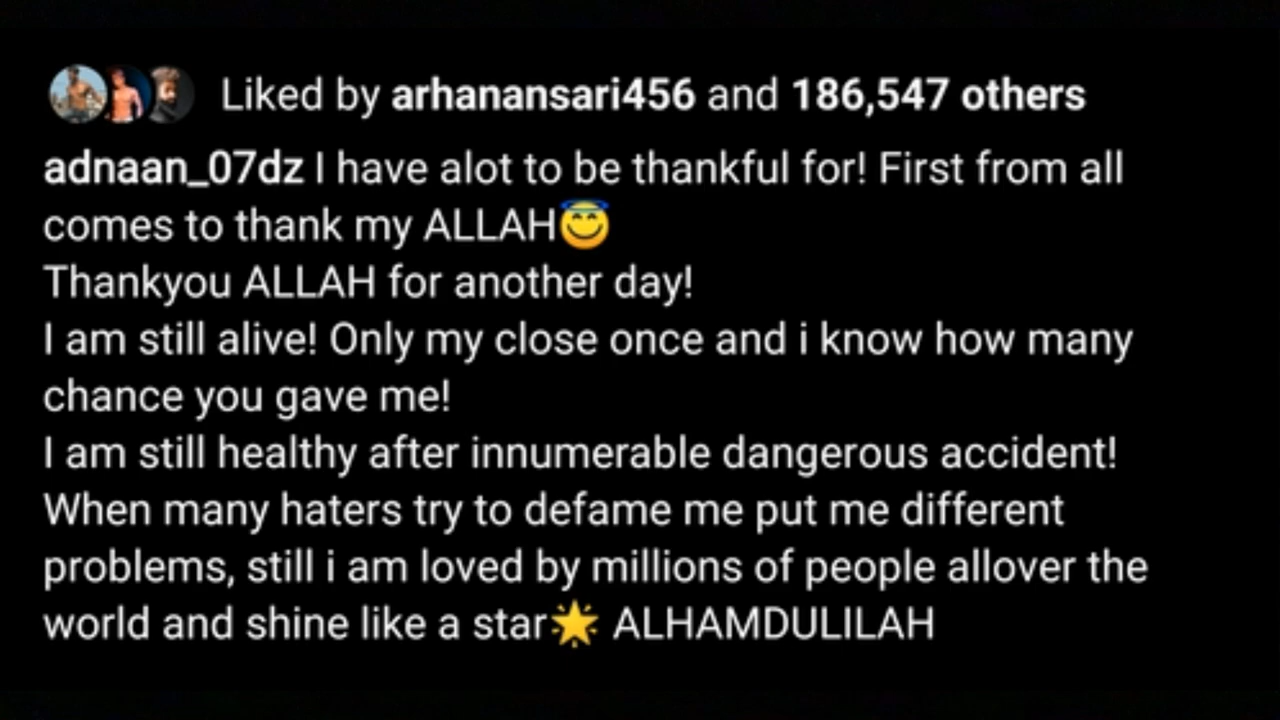 Liked by arhanansari456 and 186,547 others
adnaan_07dz I have alot to be thankful for! First from all
comes to thank my ALLAH😇
Thankyou ALLAH for another day!
I am still alive! Only my close once and i know how many
chance you gave me!
I am still healthy after innumerable dangerous accident!
When many haters try to defame me put me different
problems, still i am loved by millions of people allover the
world and shine like a star🌟 ALHAMDULILAH